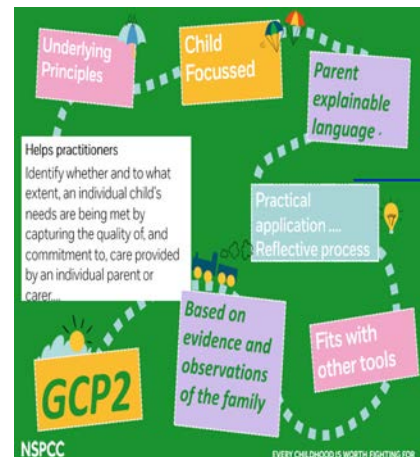 Underlying
Principles
Child
Focussed
Parent
explainable
language .
Helps practitioners
Identify whether and to what
extent, an individual child's
needs are being met by
capturing the quality of, and
commitment to, care provided
by an individual parent or
carer....
Practical
application ....
Reflective process
Based on
evidence and
observations
of the family
Fits with
other tools
GCP2
NSPCC
EVERY CHILDHOOD IS WORTH FIGHTING FOR